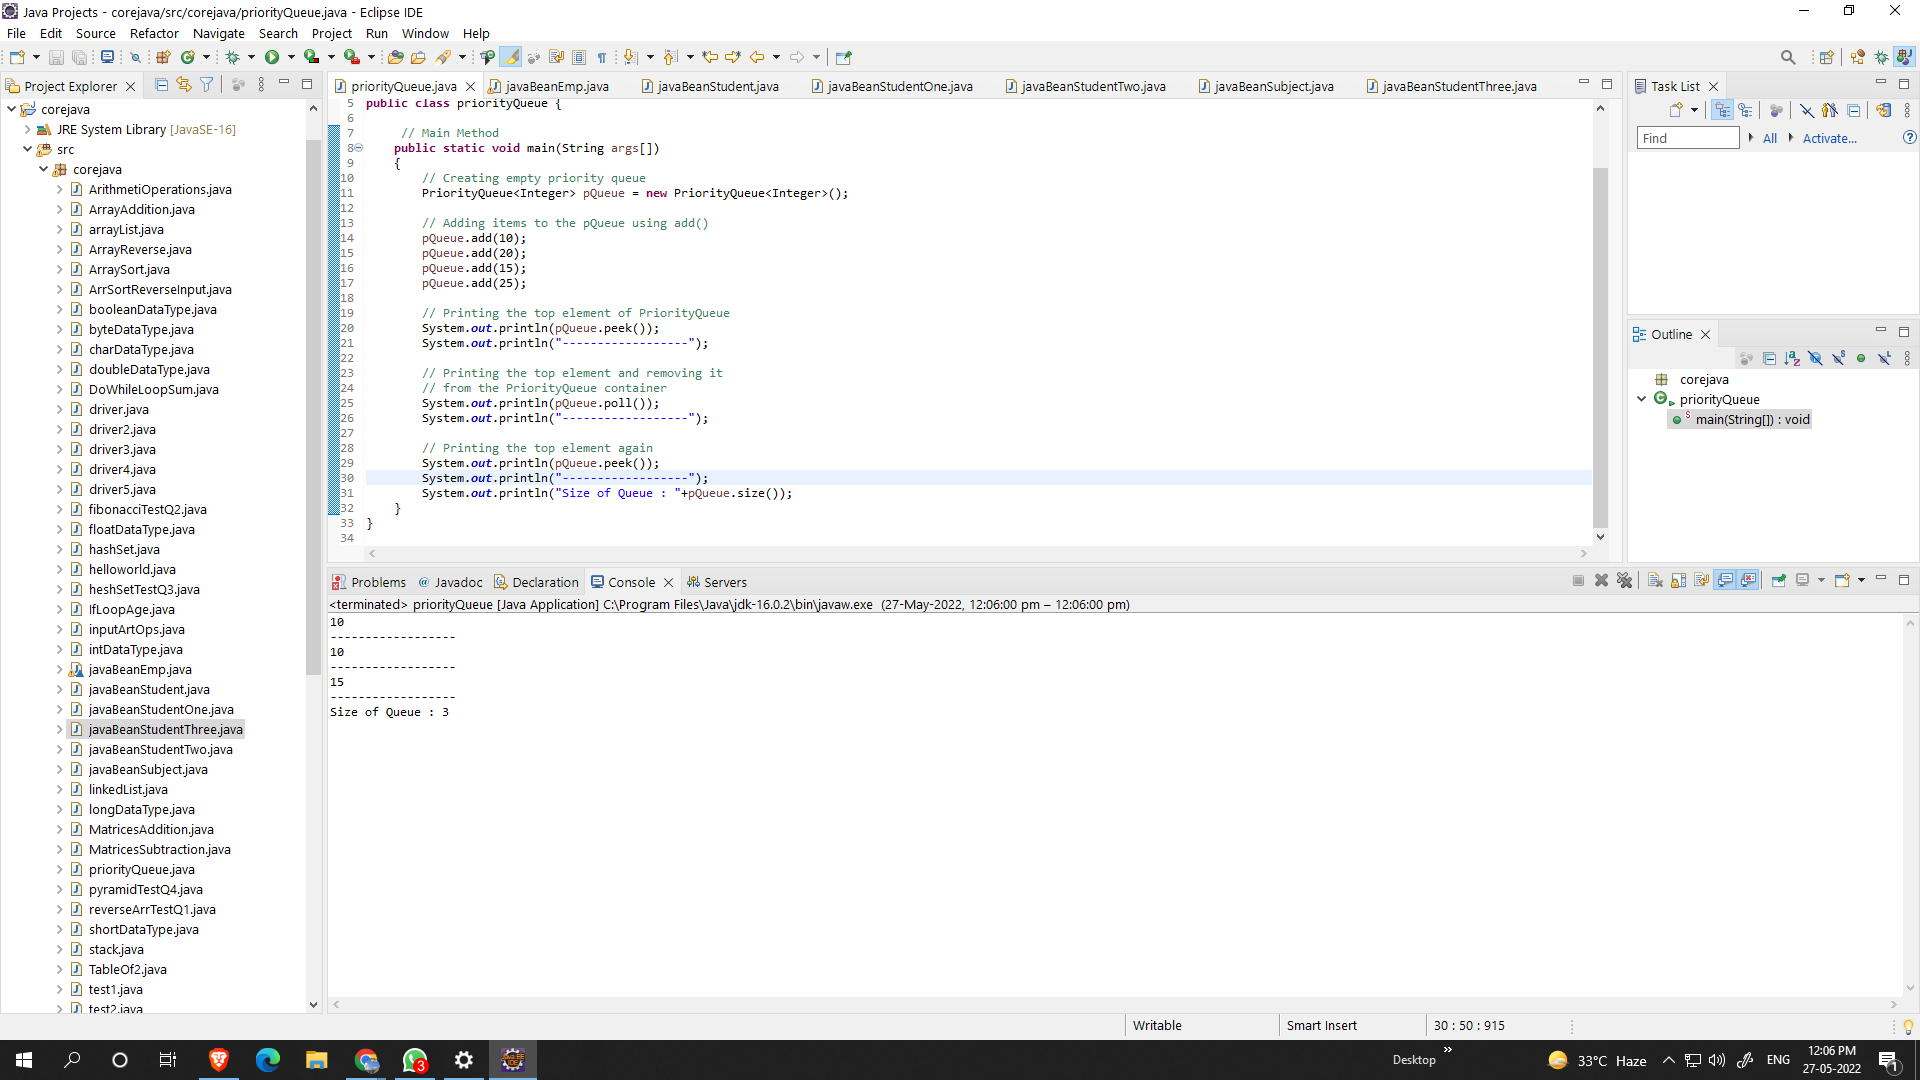 Java Projects - corejava/src/corejava/priorityQueue.java - Eclipse IDE
File Edit Source Refactor Navigate Search Project Run Window Help
Project Explorer
corejava
JRE System Library [JavaSE-16]
src
corejava
ArithmetiOperations.java
ArrayAddition.java
arrayList.java
ArrayReverse.java
ArraySort.java
ArrSortReverseInput.java
booleanDataType.java
byteDataType.java
charDataType.java
doubleDataType.java
DoWhileLoopSum.java
driver.java
driver2.java
driver3.java
driver4.java
driver5.java
fibonacciTestQ2.java
floatDataType.java
hashSet.java
helloworld.java
heshSetTestQ3.java
IfLoopAge.java
inputArtOps.java
intDataType.java
javaBeanEmp.java
javaBeanStudent.java
javaBeanStudentOne.java
javaBeanStudentThree.java
javaBeanStudentTwo.java
javaBeanSubject.java
linkedList.java
longDataType.java
MatricesAddition.java
MatricesSubtraction.java
priorityQueue.java
pyramidTestQ4.java
reverseArrTestQ1.java
shortDataType.java
stack.java
TableOf2.java
test1.java
test2.java
priorityQueue.java javaBeanEmp.java javaBeanStudent.java javaBeanStudentOne.java javaBeanStudentTwo.java javaBeanSubject.java javaBeanStudentThree.java
5 public class priorityQueue {
6
7 // Main Method
8 public static void main(String args[])
9 {
10 // Creating empty priority queue
11 PriorityQueue<Integer> pQueue = new PriorityQueue<Integer>();
12
13 // Adding items to the pQueue using add()
14 pQueue.add(10);
15 pQueue.add(20);
16 pQueue.add(15);
17 pQueue.add(25);
18
19 // Printing the top element of PriorityQueue
20 System.out.println(pQueue.peek());
21 System.out.println("------------------");
22
23 // Printing the top element and removing it
24 // from the PriorityQueue container
25 System.out.println(pQueue.poll());
26 System.out.println("------------------");
27
28 // Printing the top element again
29 System.out.println(pQueue.peek());
30 System.out.println("------------------");
31 System.out.println("Size of Queue : "+pQueue.size());
32 }
33 }
34
Problems @ Javadoc Declaration Console Servers
<terminated> priorityQueue [Java Application] C:\Program Files\Java\jdk-16.0.2\bin\javaw.exe (27-May-2022, 12:06:00 pm – 12:06:00 pm)
10
------------------
10
------------------
15
------------------
Size of Queue : 3
Task List
Find All Activate...
Outline
corejava
priorityQueue
main(String[]) : void
Writable Smart Insert 30 : 50 : 915
3
Desktop
33°C Haze
ENG
12:06 PM
27-05-2022
1